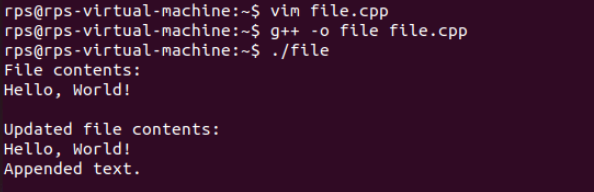 rps@rps-virtual-machine:~$ vim file.cpp
rps@rps-virtual-machine:~$ g++ -o file file.cpp
rps@rps-virtual-machine:~$ ./file
File contents:
Hello, World!

Updated file contents:
Hello, World!
Appended text.